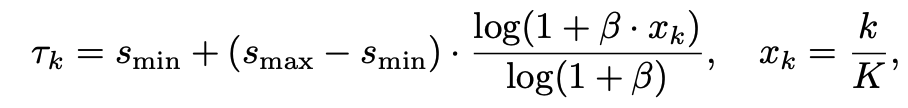 τ_k = s_min + (s_max − s_min) · log(1 + β · x_k) / log(1 + β), x_k = k / K,